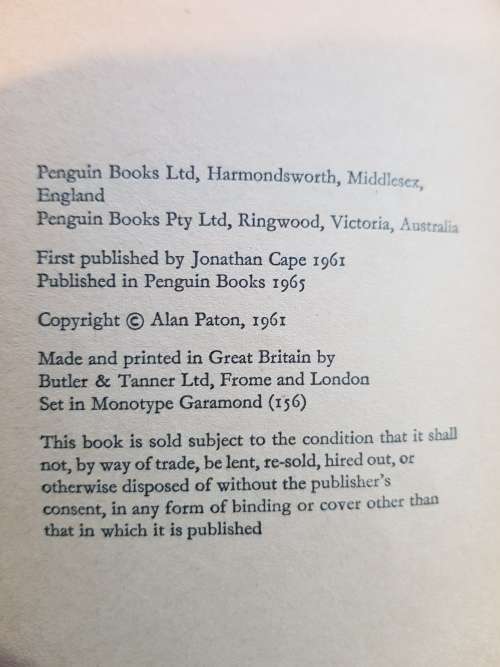 Penguin Books Ltd, Harmondsworth, Middlesex,
England
Penguin Books Pty Ltd, Ringwood, Victoria, Australia
First published by Jonathan Cape 1961
Published in Penguin Books 1965
Copyright © Alan Paton, 1961
Made and printed in Great Britain by
Butler & Tanner Ltd, Frome and London
Set in Monotype Garamond (156)
This book is sold subject to the condition that it shall
not, by way of trade, be lent, re-sold, hired out, or
otherwise disposed of without the publisher's
consent, in any form of binding or cover other than
that in which it is published